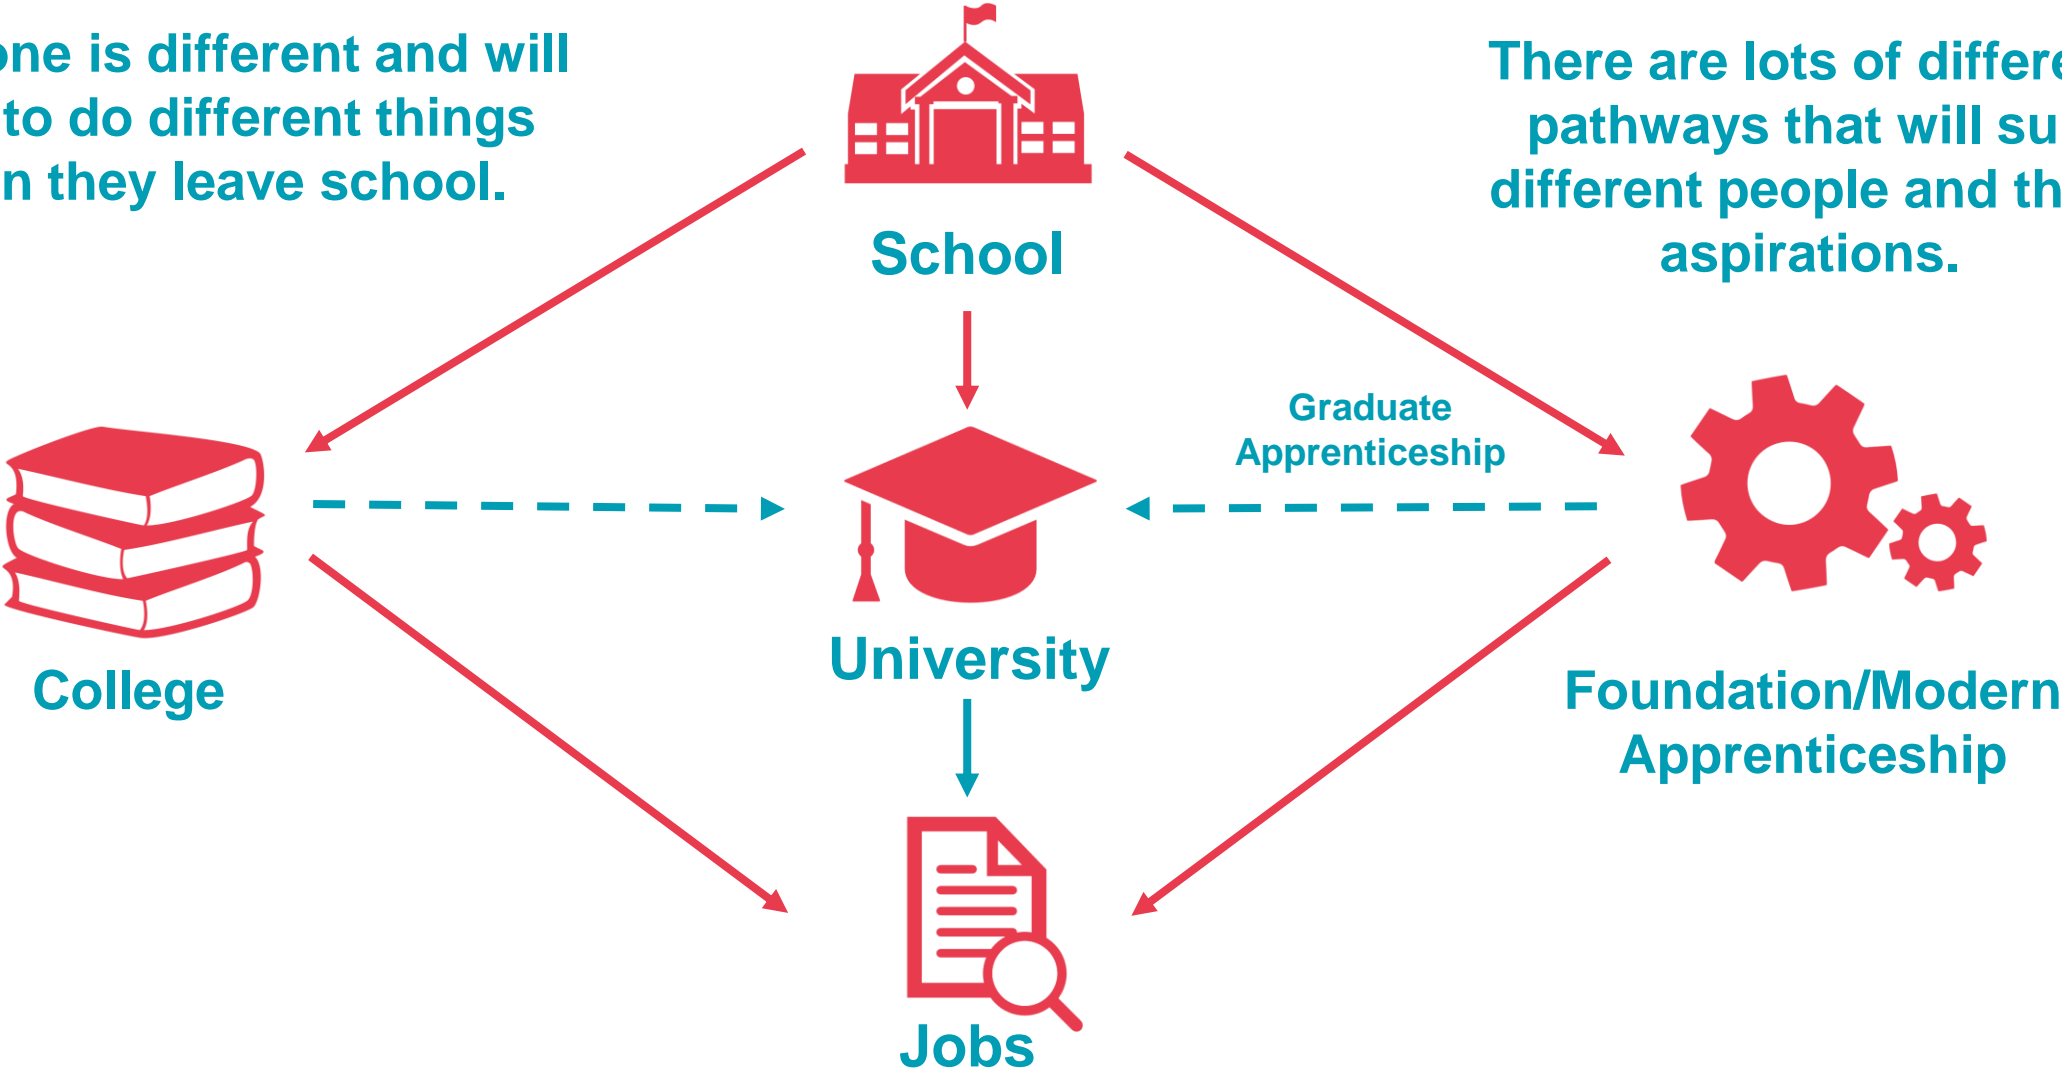 one is different and will
to do different things
n they leave school.
There are lots of differe
pathways that will su
different people and th
aspirations.
School
Graduate
Apprenticeship
College
University
Foundation/Modern
Apprenticeship
Jobs